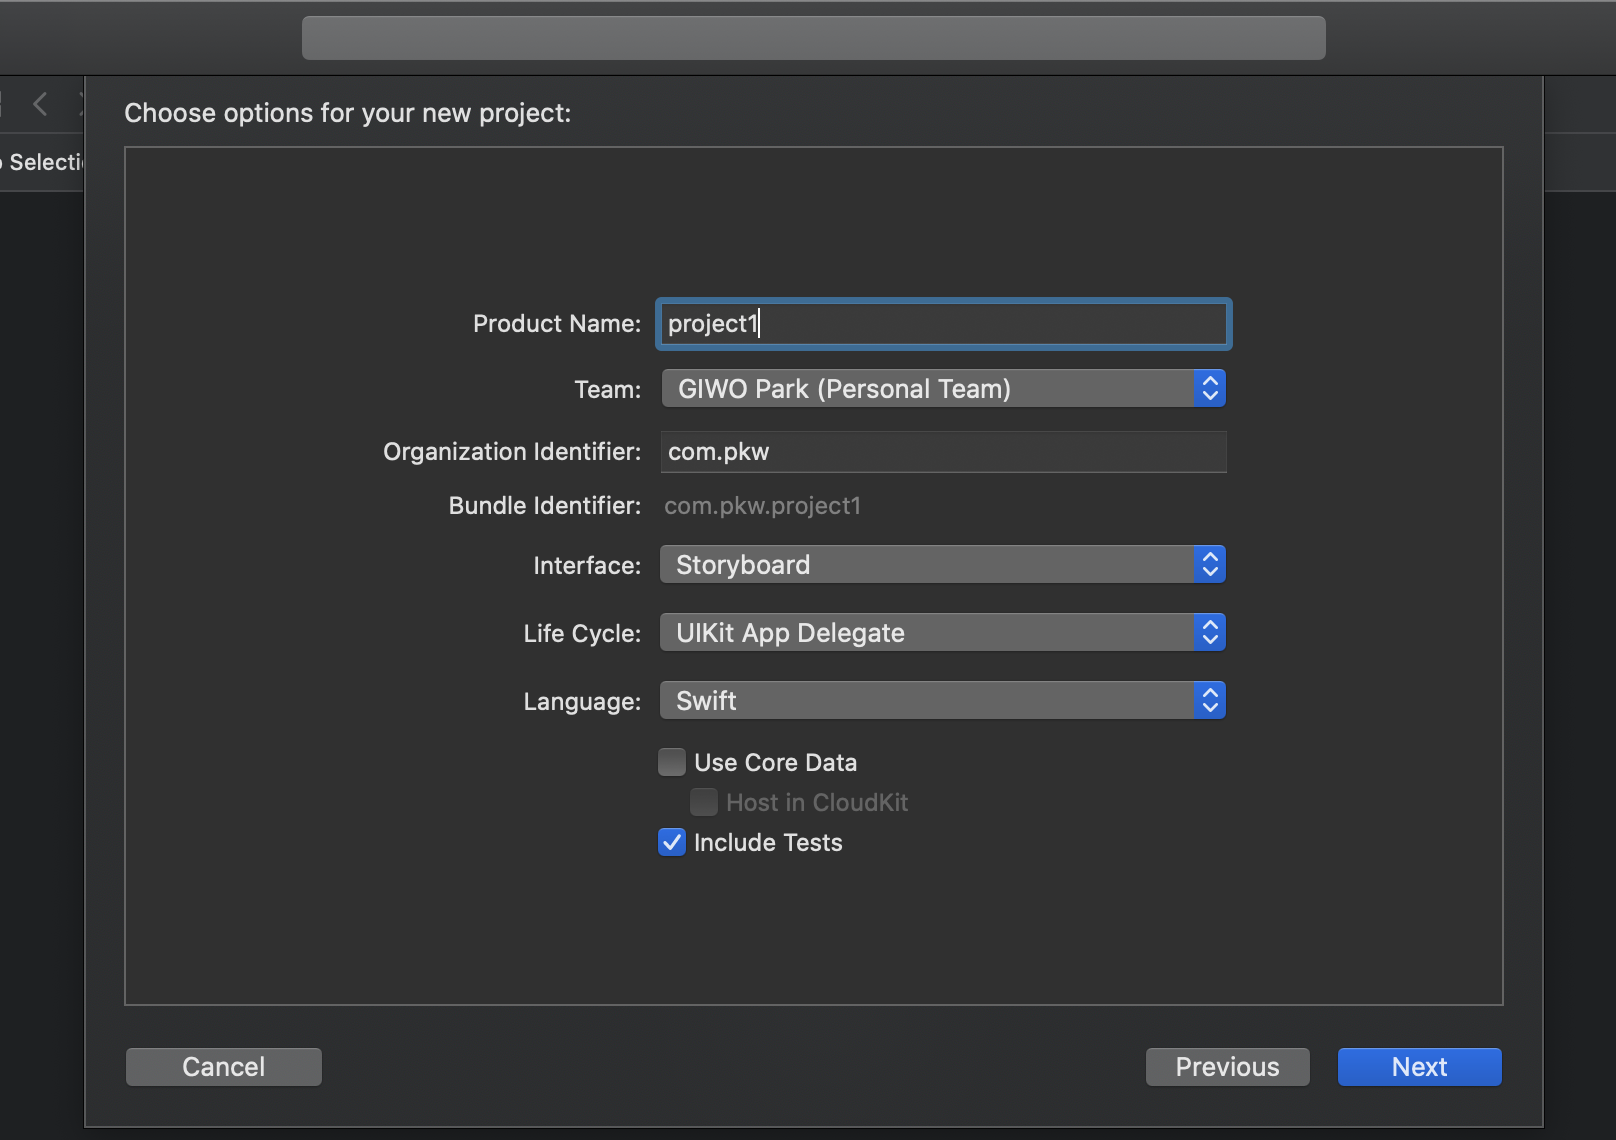 Choose options for your new project:
Selecti
Product Name: project1
Team: GIWO Park (Personal Team)
Organization Identifier: com.pkw
Bundle Identifier: com.pkw.project1
Interface: Storyboard
Life Cycle: UIKit App Delegate
Language: Swift
Use Core Data
Host in CloudKit
Include Tests
Cancel
Previous
Next